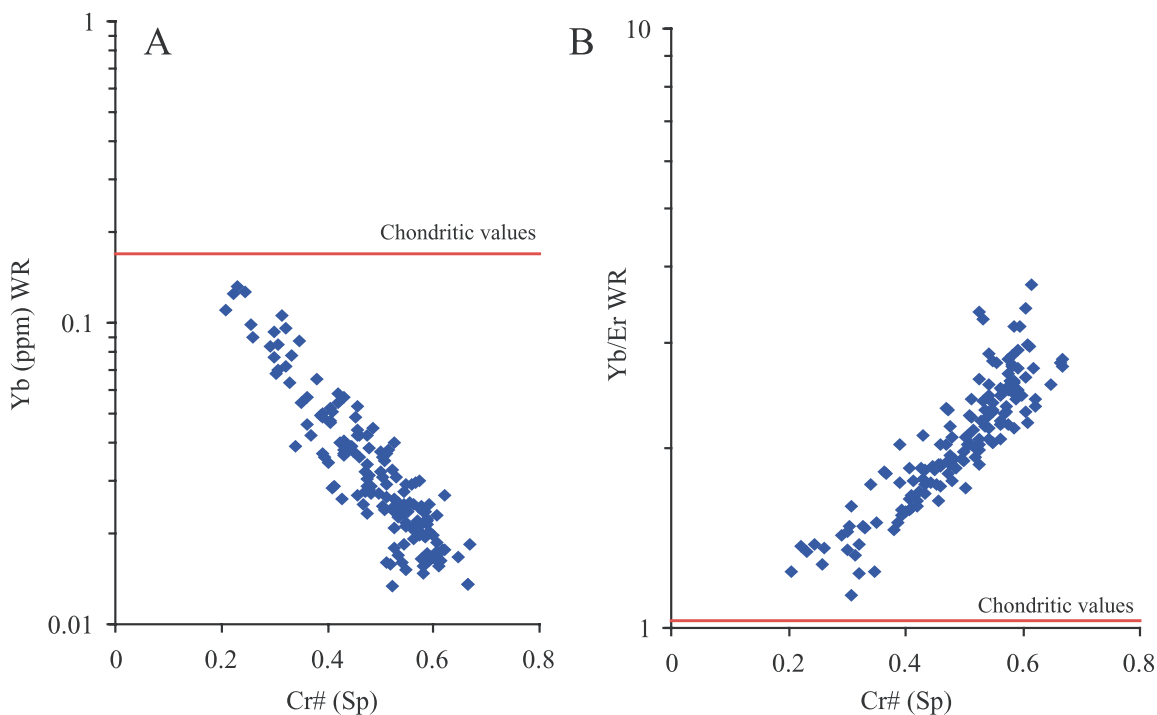 A
1
0.1
0.01
Yb (ppm) WR
Chondritic values
0
0.2
0.4
0.6
0.8
Cr# (Sp)
B
10
1
Yb/Er WR
Chondritic values
0
0.2
0.4
0.6
0.8
Cr# (Sp)